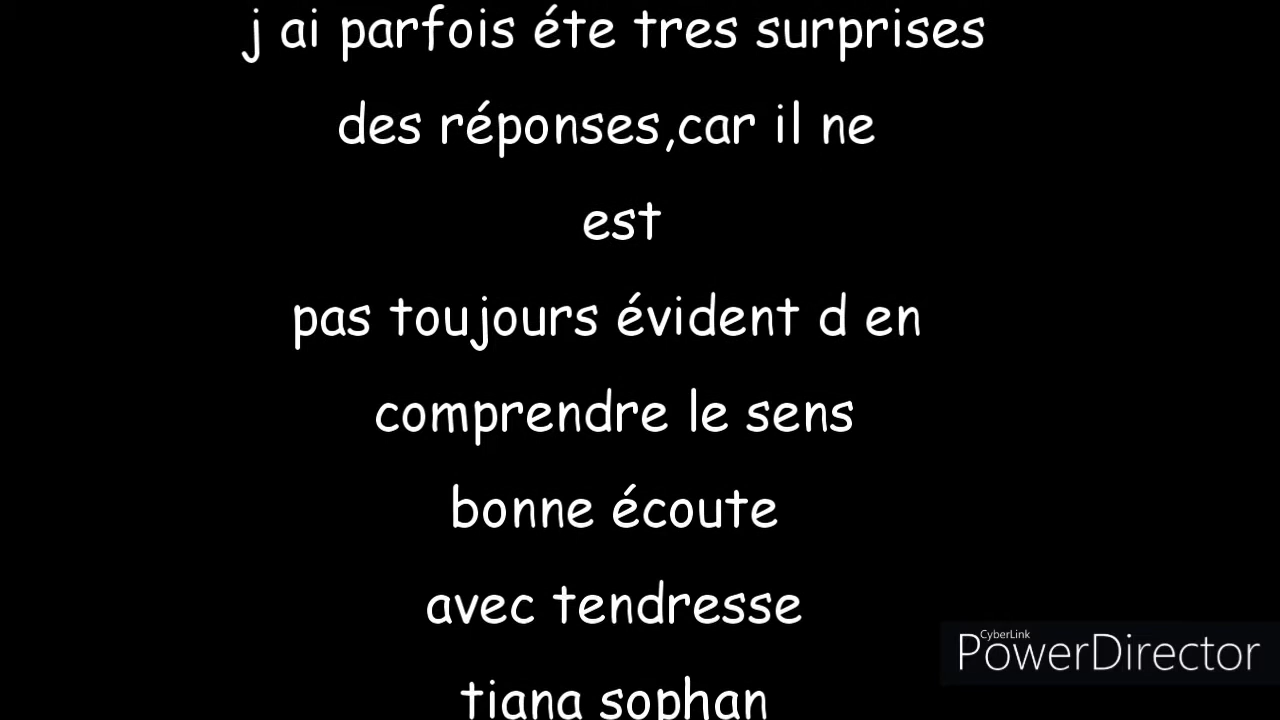 j ai parfois éte tres surprises
des réponses,car il ne
est
pas toujours évident d en
comprendre le sens
bonne écoute
avec tendresse
tiana sophan
CyberLink
PowerDirector